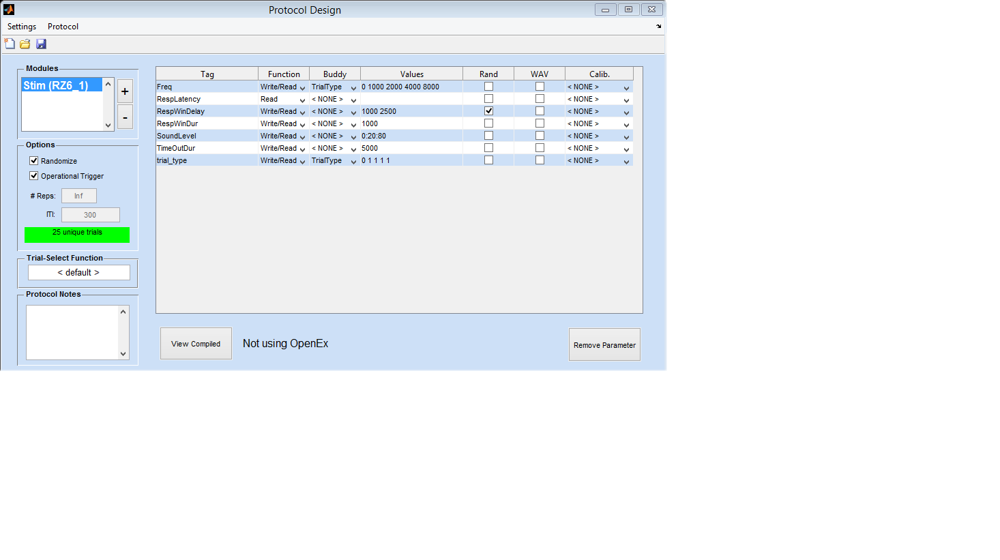 Protocol Design
Settings Protocol
Modules
Stim (RZ6_1)
+
-
Options
Randomize
Operational Trigger
# Reps: Inf
ITI: 300
25 unique trials
Trial-Select Function
< default >
Protocol Notes
Tag Function Buddy Values Rand WAV Calib.
Freq Write/Read TrialType 0 1000 2000 4000 8000 < NONE >
RespLatency Read < NONE > < NONE >
RespWinDelay Write/Read < NONE > 1000 2500 < NONE >
RespWinDur Write/Read < NONE > 1000 < NONE >
SoundLevel Write/Read < NONE > 0:20:80 < NONE >
TimeOutDur Write/Read < NONE > 5000 < NONE >
trial_type Write/Read TrialType 0 1 1 1 1 < NONE >
View Compiled Not using OpenEx Remove Parameter